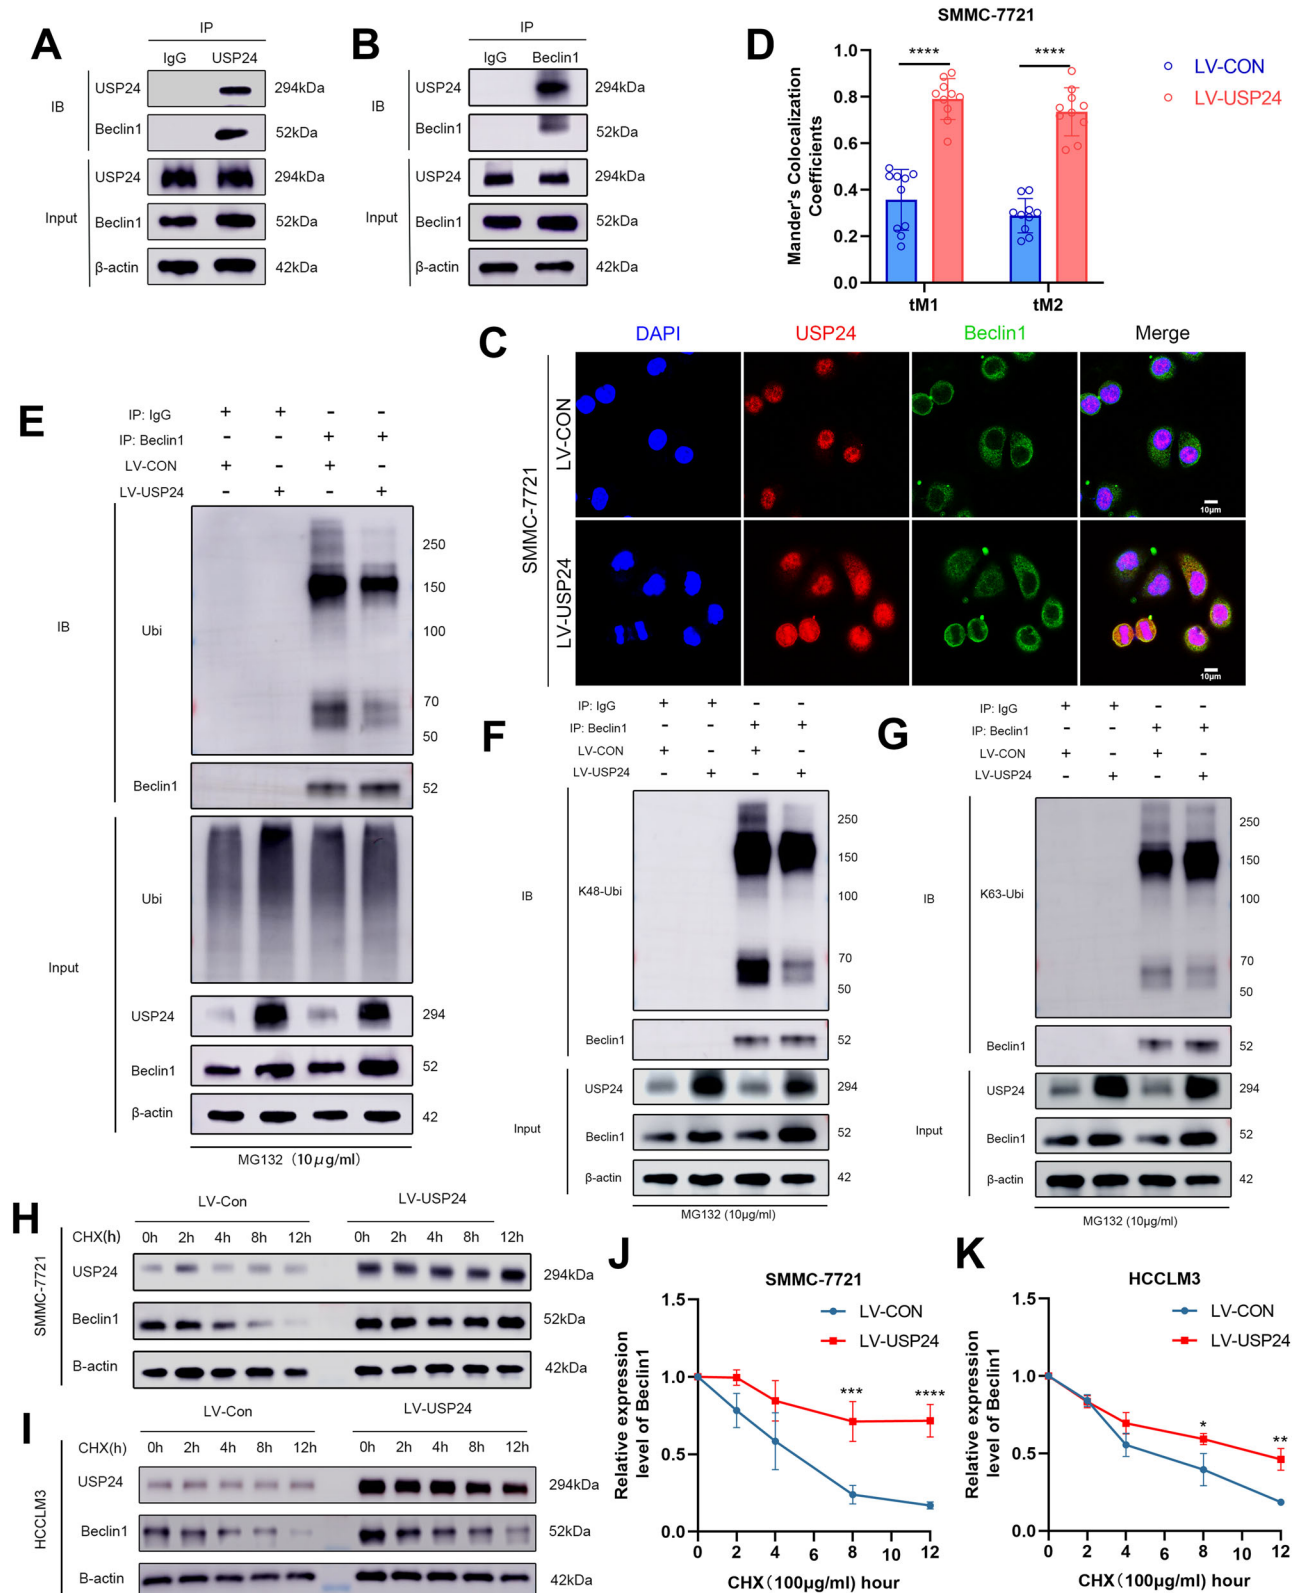 A
IP
IgG USP24
IB
USP24 294kDa
Beclin1 52kDa
Input
USP24 294kDa
Beclin1 52kDa
β-actin 42kDa
B
IP
IgG Beclin1
IB
USP24 294kDa
Beclin1 52kDa
Input
USP24 294kDa
Beclin1 52kDa
β-actin 42kDa
D
SMMC-7721
Mander's Colocalization
Coefficients
1.0
0.8
0.6
0.4
0.2
0.0
**** ****
tM1 tM2
LV-CON
LV-USP24
C
DAPI USP24 Beclin1 Merge
SMMC-7721
LV-CON
10μm
LV-USP24
10μm
E
IP: IgG + + - -
IP: Beclin1 - - + +
LV-CON + - + -
LV-USP24 - + - +
IB
Ubi
250
150
100
70
50
Beclin1 52
Input
Ubi
USP24 294
Beclin1 52
β-actin 42
MG132 (10μg/ml)
F
IP: IgG + + - -
IP: Beclin1 - - + +
LV-CON + - + -
LV-USP24 - + - +
IB
K48-Ubi
250
150
100
70
50
Beclin1 52
Input
USP24 294
Beclin1 52
β-actin 42
MG132 (10μg/ml)
G
IP: IgG + + - -
IP: Beclin1 - - + +
LV-CON + - + -
LV-USP24 - + - +
IB
K63-Ubi
250
150
100
70
50
Beclin1 52
Input
USP24 294
Beclin1 52
β-actin 42
MG132 (10μg/ml)
H
LV-Con LV-USP24
SMMC-7721
CHX(h) 0h 2h 4h 8h 12h 0h 2h 4h 8h 12h
USP24 294kDa
Beclin1 52kDa
B-actin 42kDa
I
LV-Con LV-USP24
HCCLM3
CHX(h) 0h 2h 4h 8h 12h 0h 2h 4h 8h 12h
USP24 294kDa
Beclin1 52kDa
B-actin 42kDa
J
SMMC-7721
Relative expression
level of Beclin1
1.5
1.0
0.5
0.0
LV-CON
LV-USP24
*** ****
0 2 4 6 8 10 12
CHX(100μg/ml) hour
K
HCCLM3
Relative expression
level of Beclin1
1.5
1.0
0.5
0.0
LV-CON
LV-USP24
* **
0 2 4 6 8 10 12
CHX(100μg/ml) hour